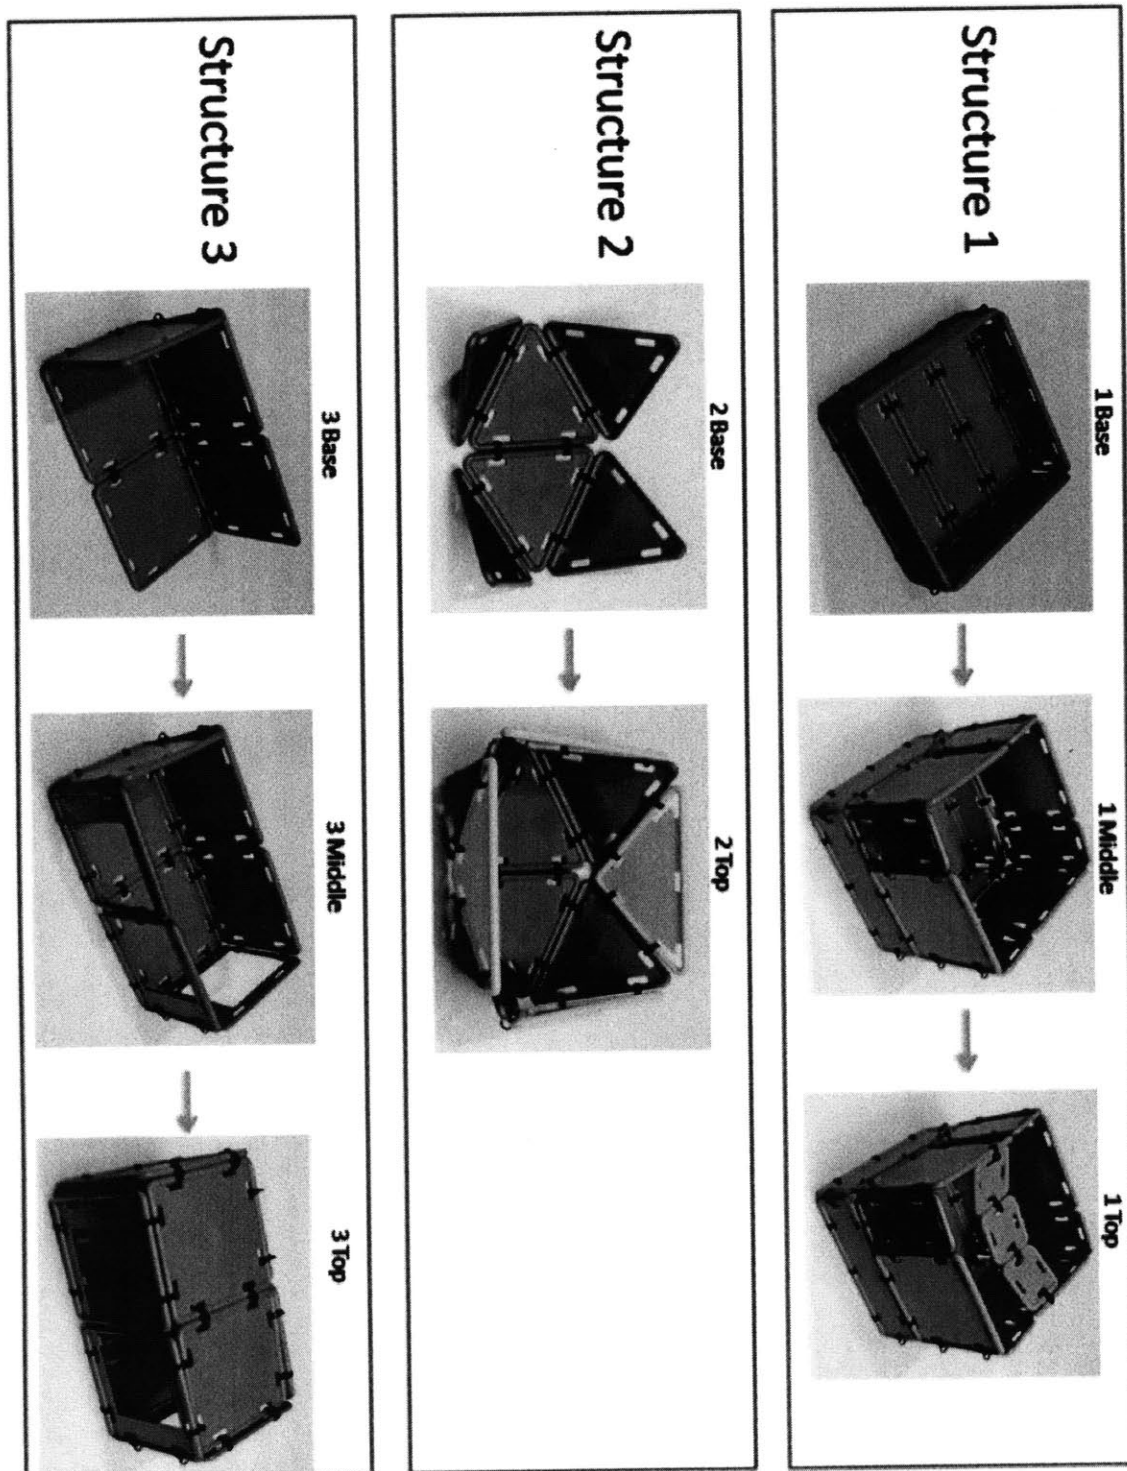 Structure 1
1 Base
1 Middle
1 Top
Structure 2
2 Base
2 Top
Structure 3
3 Base
3 Middle
3 Top